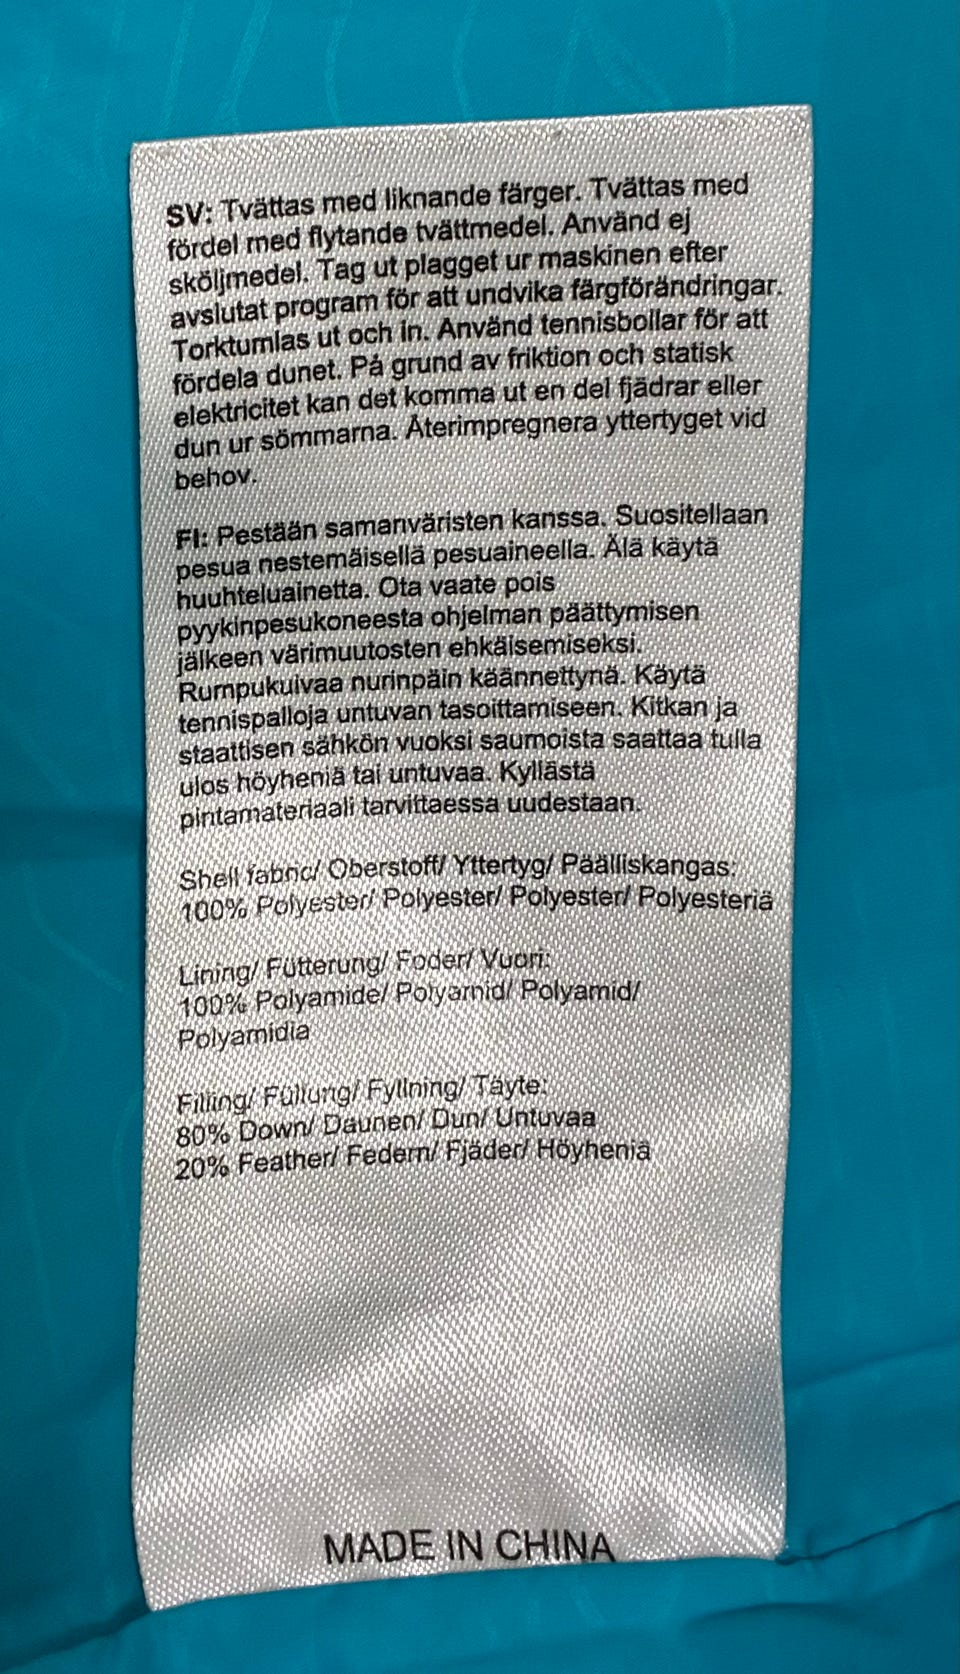 SV: Tvättas med liknande färger. Tvättas med
fördel med flytande tvättmedel. Använd ej
sköljmedel. Tag ut plagget ur maskinen efter
avslutat program för att undvika färgförändringar.
Torktumlas ut och in. Använd tennisbollar för att
fördela dunet. På grund av friktion och statisk
elektricitet kan det komma ut en del fjädrar eller
dun ur sömmarna. Återimpregnera yttertyget vid
behov.
FI: Pestään samanväristen kanssa. Suositellaan
pesua nestemäisellä pesuaineella. Älä käytä
huuhteluainetta. Ota vaate pois
pyykinpesukoneesta ohjelman päättymisen
jälkeen värimuutosten ehkäisemiseksi.
Rumpukuivaa nurinpäin käännettynä. Käytä
tennispalloja untuvan tasoittamiseen. Kitkan ja
staattisen sähkön vuoksi saumoista saattaa tulla
ulos höyheniä tai untuvaa. Kyllästä
pintamateriaali tarvittaessa uudestaan.
Shell fabric/ Oberstoff/ Yttertyg/ Päälliskangas:
100% Polyester/ Polyester/ Polyester/ Polyesteriä
Lining/ Fütterung/ Foder/ Vuori:
100% Polyamide/ Polyamid/ Polyamid/
Polyamidia
Filling/ Füllung/ Fyllning/ Täyte:
80% Down/ Daunen/ Dun/ Untuvaa
20% Feather/ Federn/ Fjäder/ Höyheniä
MADE IN CHINA